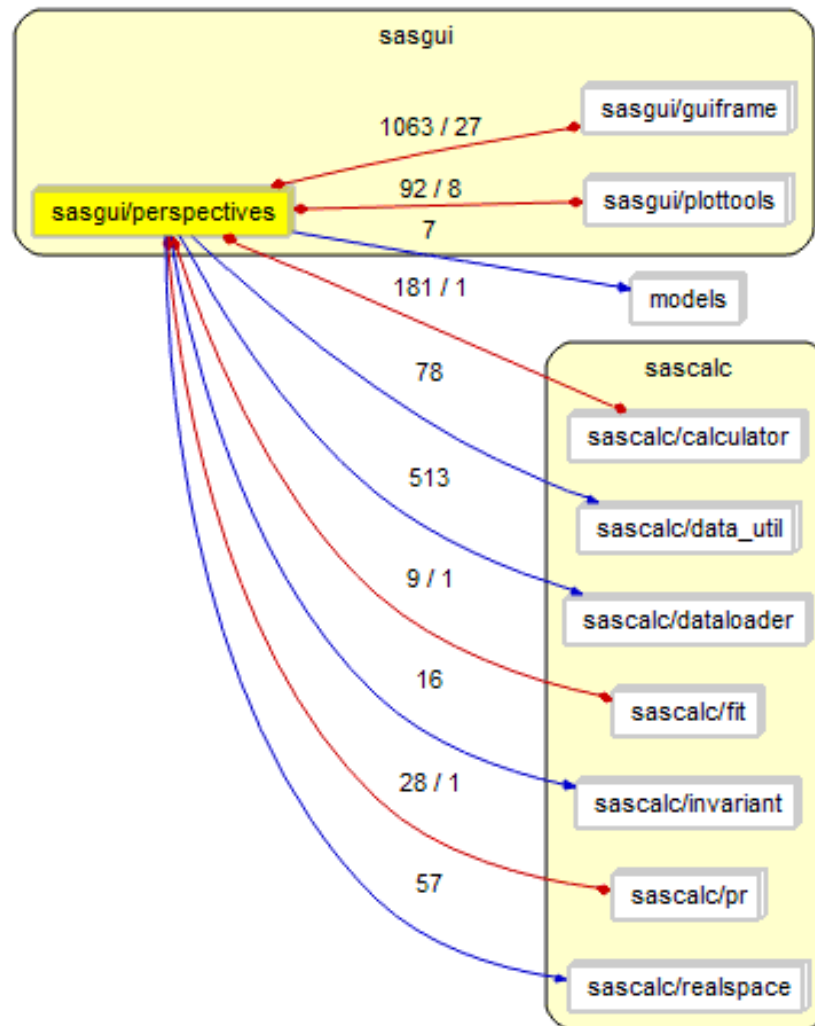 sasgui
sasgui/guiframe
1063 / 27
sasgui/perspectives
92 / 8
sasgui/plottools
7
models
181 / 1
sascalc
78
sascalc/calculator
513
sascalc/data_util
9 / 1
sascalc/dataloader
16
sascalc/fit
28 / 1
sascalc/invariant
57
sascalc/pr
sascalc/realspace